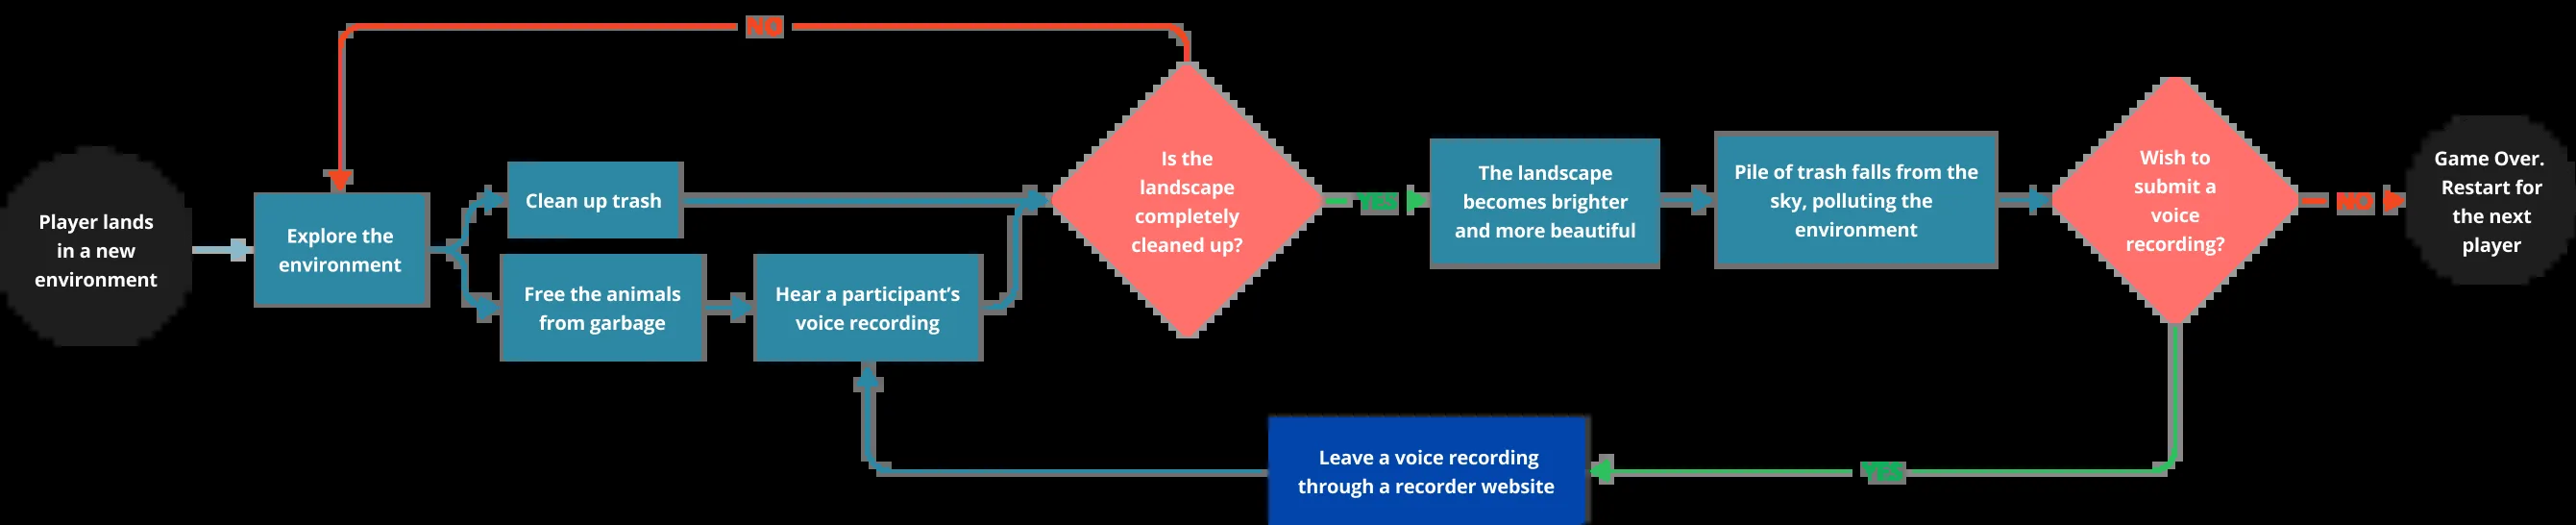 NO
Player lands
in a new
environment
Explore the
environment
Clean up trash
Free the animals
from garbage
Hear a participant’s
voice recording
Is the
landscape
completely
cleaned up?
YES
The landscape
becomes brighter
and more beautiful
Pile of trash falls from the
sky, polluting the
environment
Wish to
submit a
voice
recording?
NO
Game Over.
Restart for
the next
player
YES
Leave a voice recording
through a recorder website